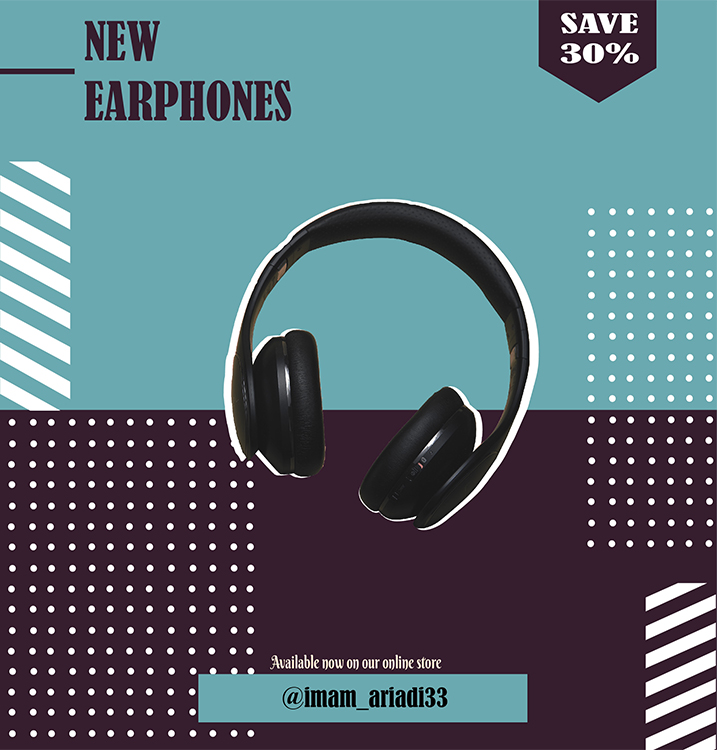 NEW
EARPHONES
SAVE
30%
Available now on our online store
@imam_ariadi33